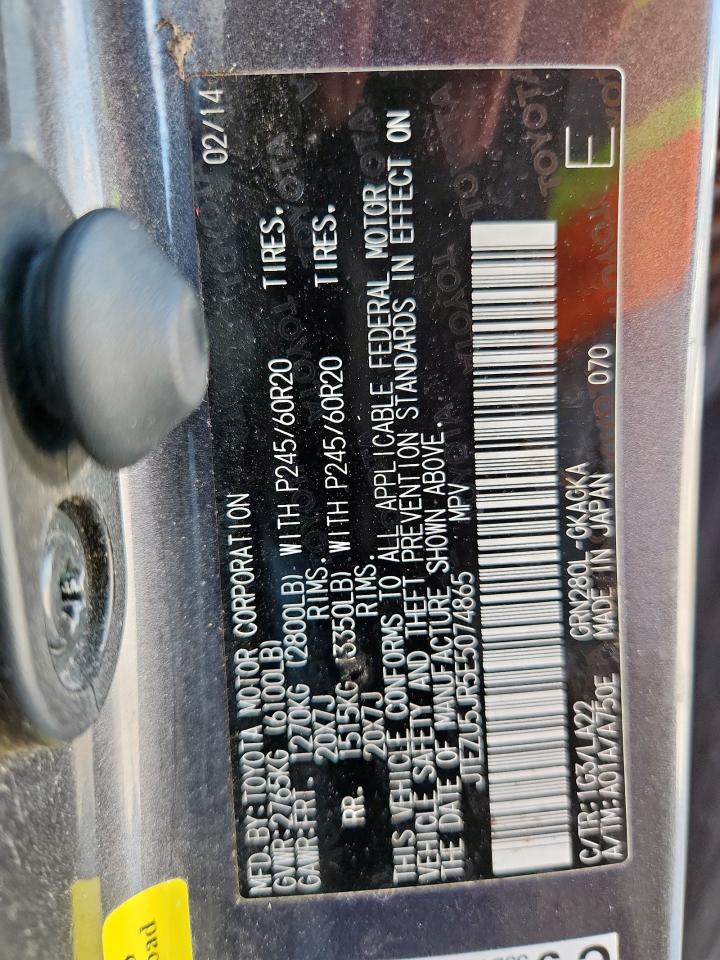 02/14
MFD. BY: TOYOTA MOTOR CORPORATION
GVWR: 2765KG (6100LB)
GAWR: FRT. 1270KG (2800LB) WITH P245/60R20 TIRES.
20X7J RIMS.
RR. 1515KG (3350LB) WITH P245/60R20 TIRES.
20X7J RIMS.
THIS VEHICLE CONFORMS TO ALL APPLICABLE FEDERAL MOTOR
VEHICLE SAFETY AND THEFT PREVENTION STANDARDS IN EFFECT ON
THE DATE OF MANUFACTURE SHOWN ABOVE.
JTEZU5JR5E5074865 MPV
C/TR: 1G3/LA22 GRN280L-GKAGKA 070
A/TM: A01A/A750E MADE IN JAPAN
E
oad